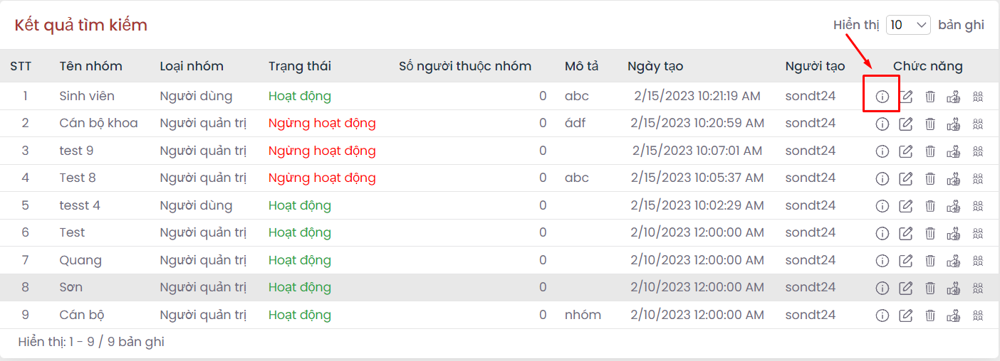 Kết quả tìm kiếm
Hiển thị 10 bản ghi
STT Tên nhóm Loại nhóm Trạng thái Số người thuộc nhóm Mô tả Ngày tạo Người tạo Chức năng
1 Sinh viên Người dùng Hoạt động 0 abc 2/15/2023 10:21:19 AM sondt24
2 Cán bộ khoa Người quản trị Ngừng hoạt động 0 ádf 2/15/2023 10:20:59 AM sondt24
3 test 9 Người quản trị Ngừng hoạt động 0 2/15/2023 10:07:01 AM sondt24
4 Test 8 Người quản trị Ngừng hoạt động 0 abc 2/15/2023 10:05:37 AM sondt24
5 tesst 4 Người dùng Hoạt động 0 2/15/2023 10:02:29 AM sondt24
6 Test Người quản trị Hoạt động 0 2/10/2023 12:00:00 AM sondt24
7 Quang Người quản trị Hoạt động 0 2/10/2023 12:00:00 AM sondt24
8 Sơn Người quản trị Hoạt động 0 2/10/2023 12:00:00 AM sondt24
9 Cán bộ Người quản trị Hoạt động 0 nhóm 2/10/2023 12:00:00 AM sondt24
Hiển thị: 1 - 9 / 9 bản ghi